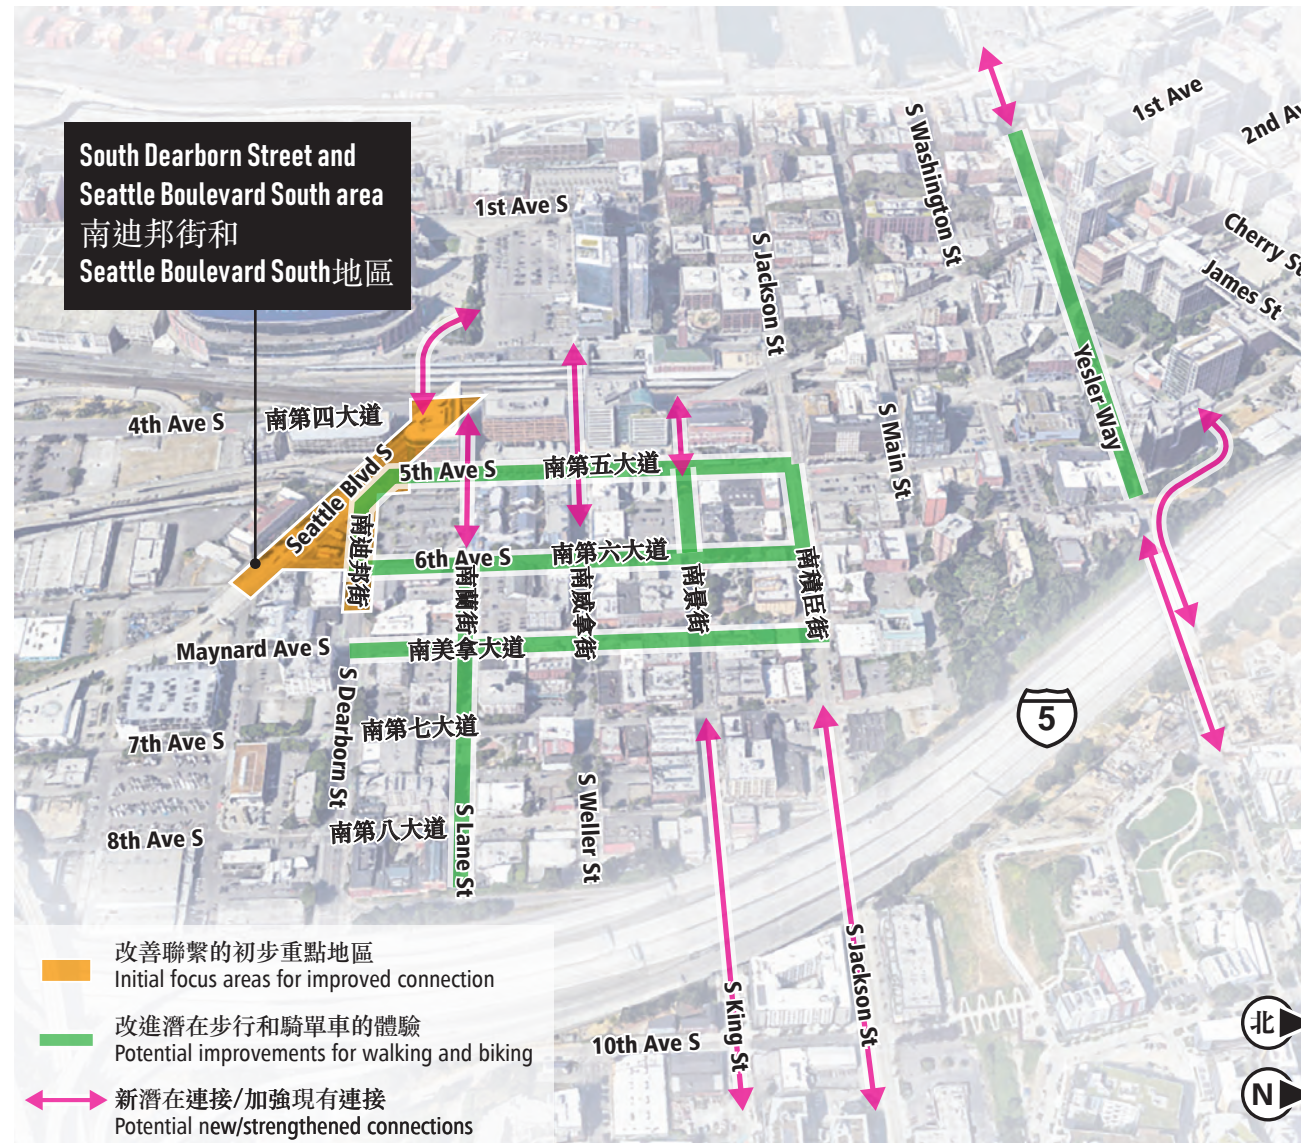 1st Ave
2nd Av
S Washington St
South Dearborn Street and
Seattle Boulevard South area
南迪邦街和
Seattle Boulevard South地區
1st Ave S
S Jackson St
Cherry St
James St
Yesler Way
4th Ave S
南第四大道
S Main St
Seattle Blvd S
5th Ave S
南第五大道
南迪邦街
6th Ave S
南第六大道
南蘭街
南威拿街
南景街
南積臣街
Maynard Ave S
南美拿大道
S Dearborn St
5
7th Ave S
南第七大道
S Weller St
8th Ave S
南第八大道
S Lane St
S King St
S Jackson St
10th Ave S
改善聯繫的初步重點地區
Initial focus areas for improved connection
改進潛在步行和騎單車的體驗
Potential improvements for walking and biking
新潛在連接/加強現有連接
Potential new/strengthened connections
北
N